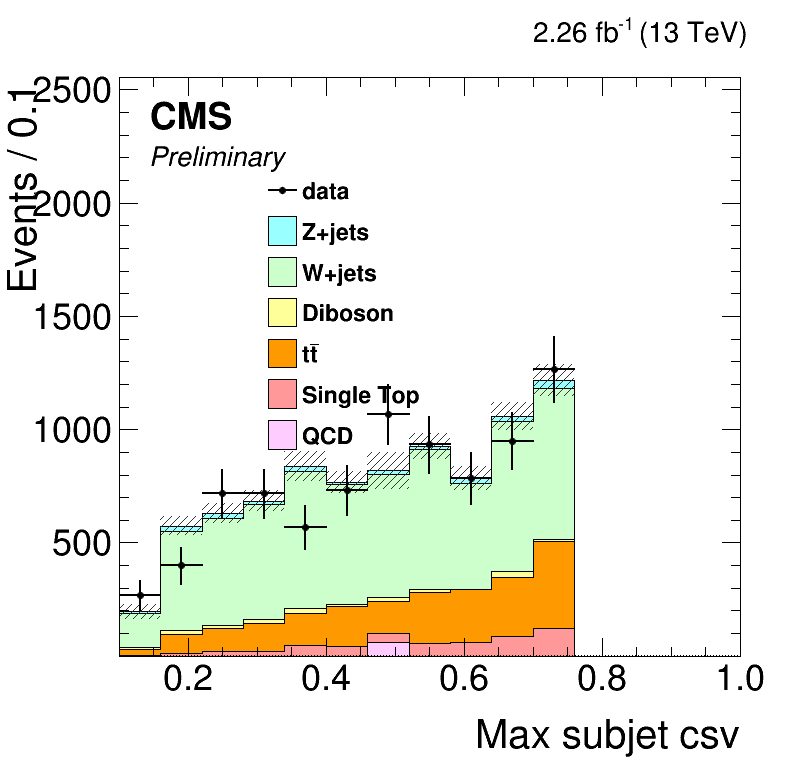 2.26 fb-1 (13 TeV)
Events / 0.1
2500
2000
1500
1000
500
CMS
Preliminary
data
Z+jets
W+jets
Diboson
tt̄
Single Top
QCD
0.2 0.4 0.6 0.8 1.0
Max subjet csv